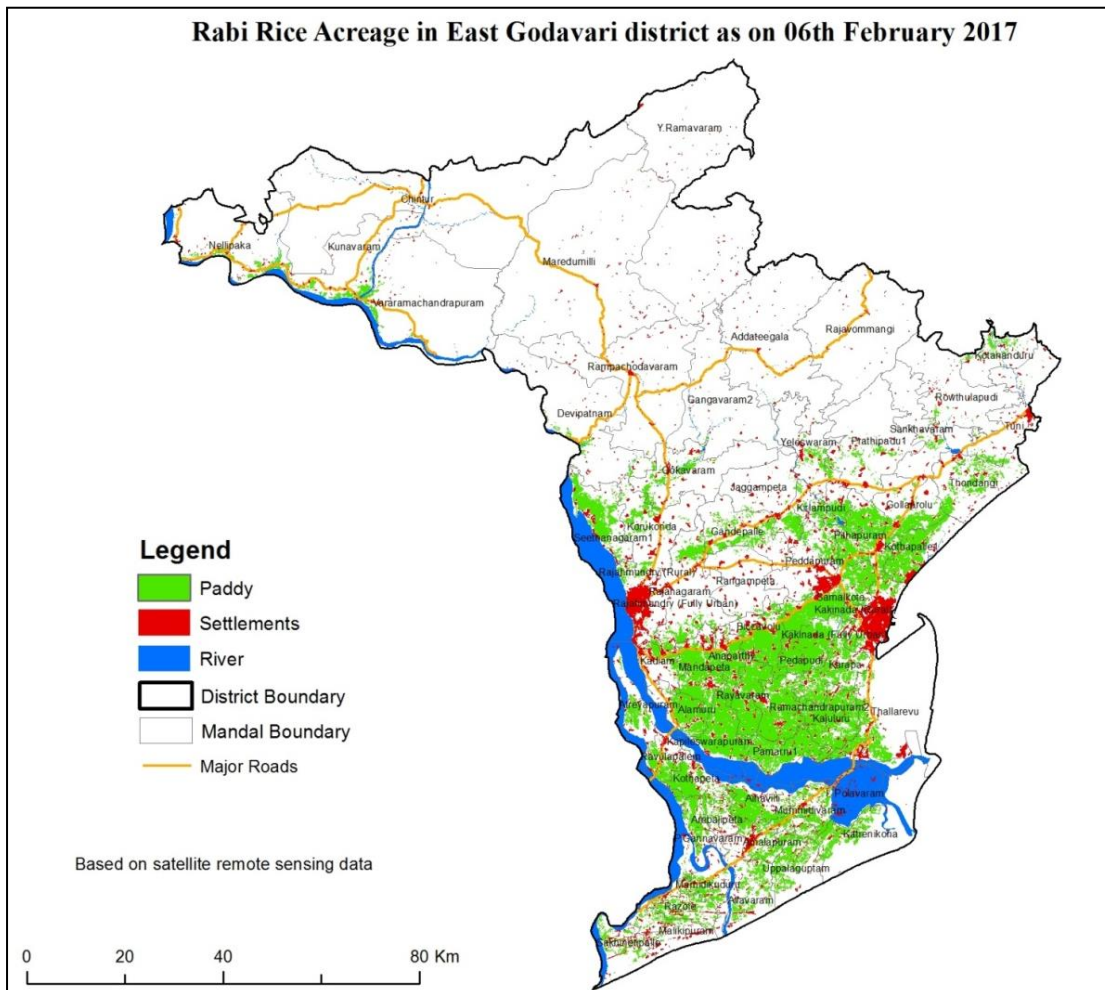 Rabi Rice Acreage in East Godavari district as on 06th February 2017
Y.Ramavaram
Chintur
Nellipaka
Kunavaram
Maredumilli
Vararamachandrapuram
Addateegala
Rajavommangi
Kotananduru
Rampachodavaram
Gangavaram2
Rowthulapudi
Devipatnam
Sankhavaram
Tuni
Yeleswaram
Prathipadu1
Gokavaram
Jaggampeta
Thondangi
Kirlampudi
Gollaprolu
Korukonda
Seethanagaram1
Gandepalle
Pithapuram
Kothapalle
Legend
Peddapuram
Rajahmundry (Rural)
Rangampeta
Paddy
Rajanagaram
Samalkota
Rajahmundry (Fully Urban)
Kakinada (Rural)
Settlements
Biccavolu
Kakinada (Fully Urban)
River
Kadiam
Anaparthy
Mandapeta
Pedapudi
Karapa
District Boundary
Rayavaram
Atreyapuram
Alamuru
Ramachandrapuram2
Thallarevu
Mandal Boundary
Kajuluru
Kapileswarapuram
Pamarru1
Major Roads
Ravulapalem
Kothapeta
Polavaram
Ainavilli
Mummidivaram
Ambajipeta
Katrenikona
Gannavaram
Amalapuram
Based on satellite remote sensing data
Uppalaguptam
Mamidikuduru
Allavaram
Razole
Malikipuram
Sakhinetipalle
0 20 40 80 Km